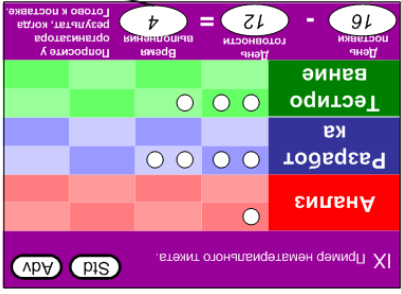 IX Пример нематериального тикета.
Std
Adv
Анализ
Разработ
ка
Тестиро
вание
День
поставки
16
-
День
готовности
12
=
Время
выполнения
4
Попросите у
организатора
результат, когда
Готово к поставке.